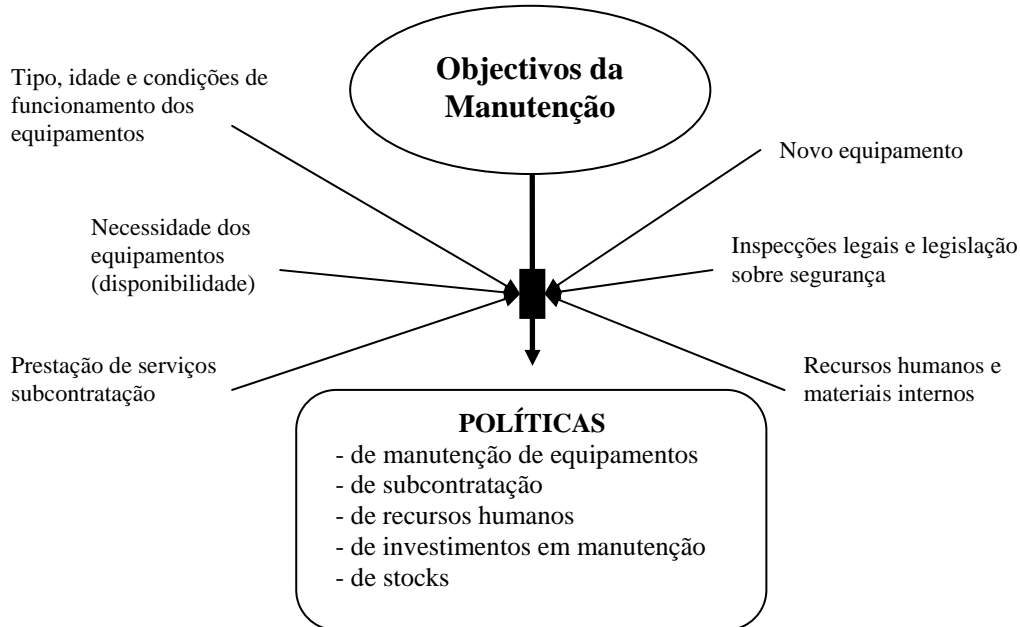 Objectivos da
Manutenção
Tipo, idade e condições de
funcionamento dos
equipamentos
Novo equipamento
Necessidade dos
equipamentos
(disponibilidade)
Inspecções legais e legislação
sobre segurança
Prestação de serviços
subcontratação
Recursos humanos e
materiais internos
POLÍTICAS
- de manutenção de equipamentos
- de subcontratação
- de recursos humanos
- de investimentos em manutenção
- de stocks